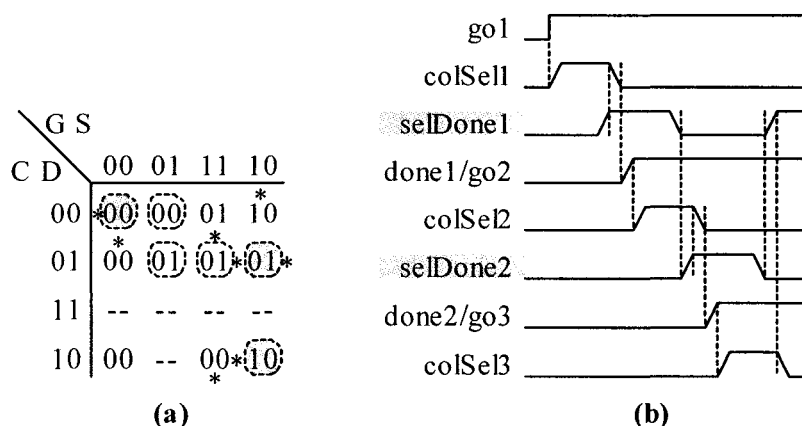 G S
C D
00 01 11 10
*
00 *00 00 01 10
* *
01 00 01 01* 01*
11 -- -- -- --
10 00 -- 00* 10
*
(a)
go1
colSel1
selDone1
done1/go2
colSel2
selDone2
done2/go3
colSel3
(b)